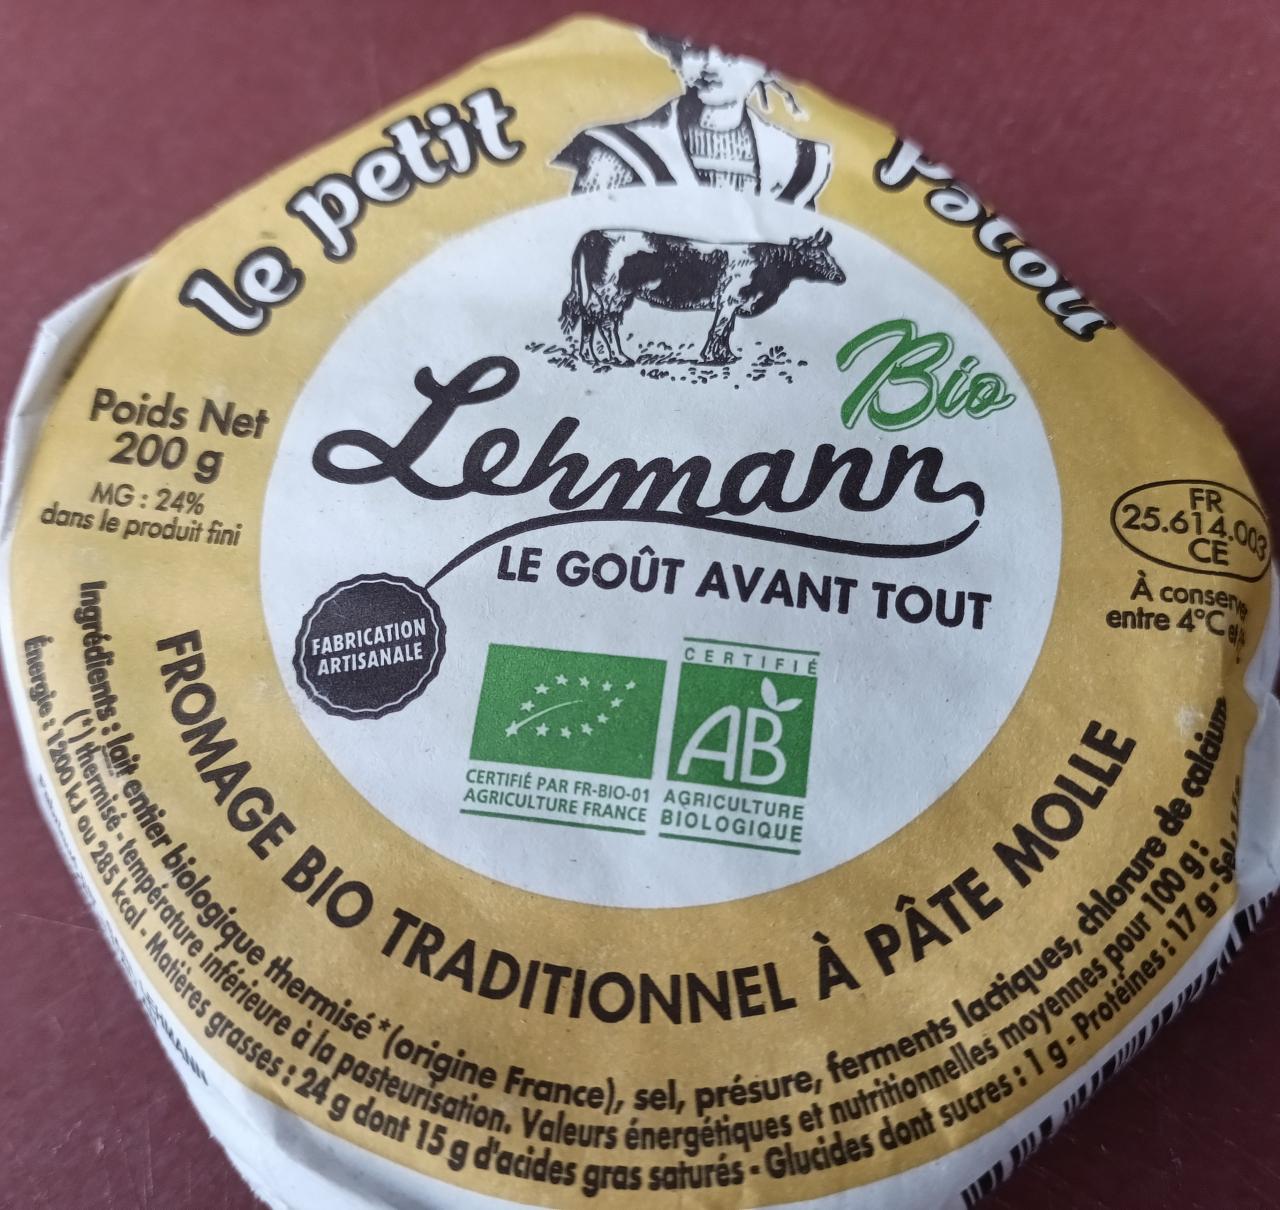 le petit
Patou
Bio
Lehmann
LE GOÛT AVANT TOUT
FABRICATION
ARTISANALE
Poids Net
200 g
MG : 24%
dans le produit fini
FR
25.614.003
CE
À conserver
entre 4°C et
CERTIFIÉ PAR FR-BIO-01
AGRICULTURE FRANCE
CERTIFIÉ
AB
AGRICULTURE
BIOLOGIQUE
FROMAGE BIO TRADITIONNEL À PÂTE MOLLE
Ingrédients : lait entier biologique thermisé*(origine France), sel, présure, ferments lactiques, chlorure de calcium
(*) thermisé - température inférieure à la pasteurisation. Valeurs énergétiques et nutritionnelles moyennes pour 100 g :
Énergie : 1200 kJ ou 285 kcal - Matières grasses : 24 g dont 15 g d'acides gras saturés - Glucides dont sucres : 1 g - Protéines : 17 g - Sel